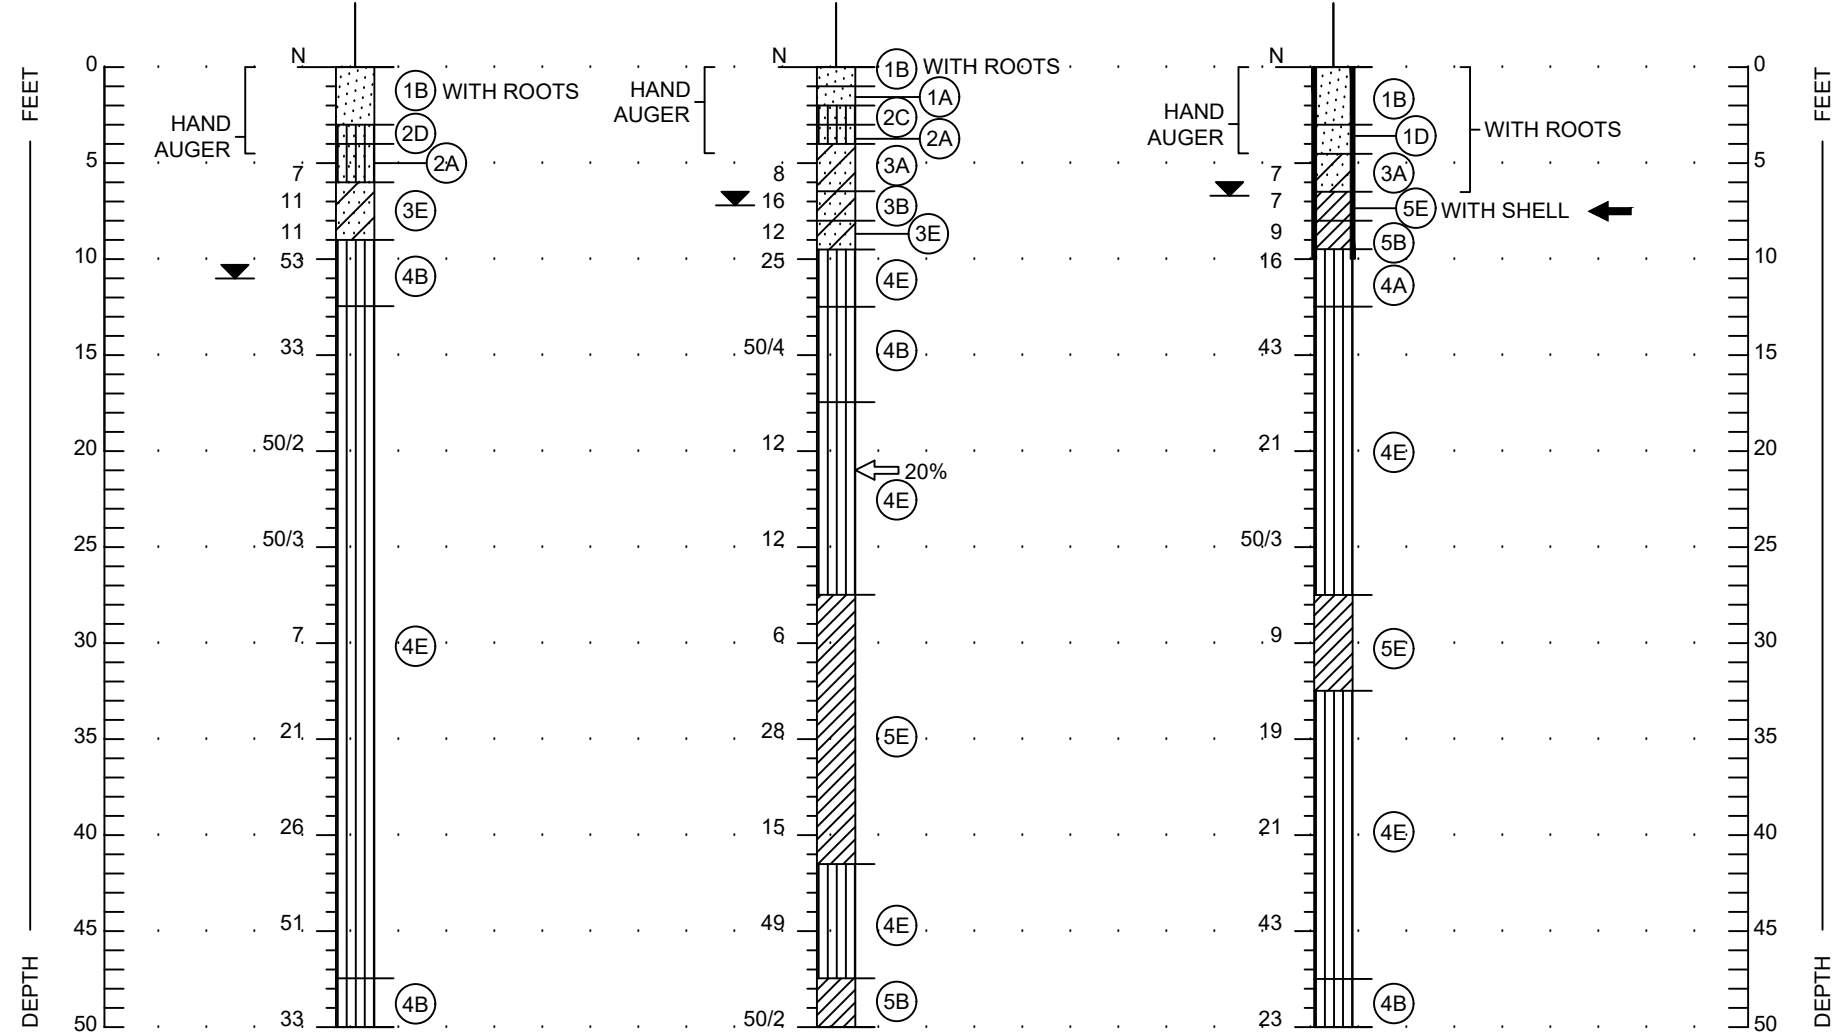 N N N
0 1B WITH ROOTS 0
FEET 1B WITH ROOTS HAND AUGER 1A 1B FEET
HAND AUGER 2D 2C HAND AUGER 1D WITH ROOTS
2A
5 2A 3A 5
7 8 7 3A
11 3E 16 3B 7 5E WITH SHELL
11 12 3E 9 5B
10 53 4B 25 4E 16 4A 10
15 33 50/4 4B 43 15
20 50/2 12 21 4E 20
20%
4E
25 50/3 12 50/3 25
30 7 4E 6 9 5E 30
35 21 28 5E 19 35
40 26 15 21 4E 40
45 51 49 4E 43 45
DEPTH 4B 5B 4B DEPTH
50 33 50/2 23 50